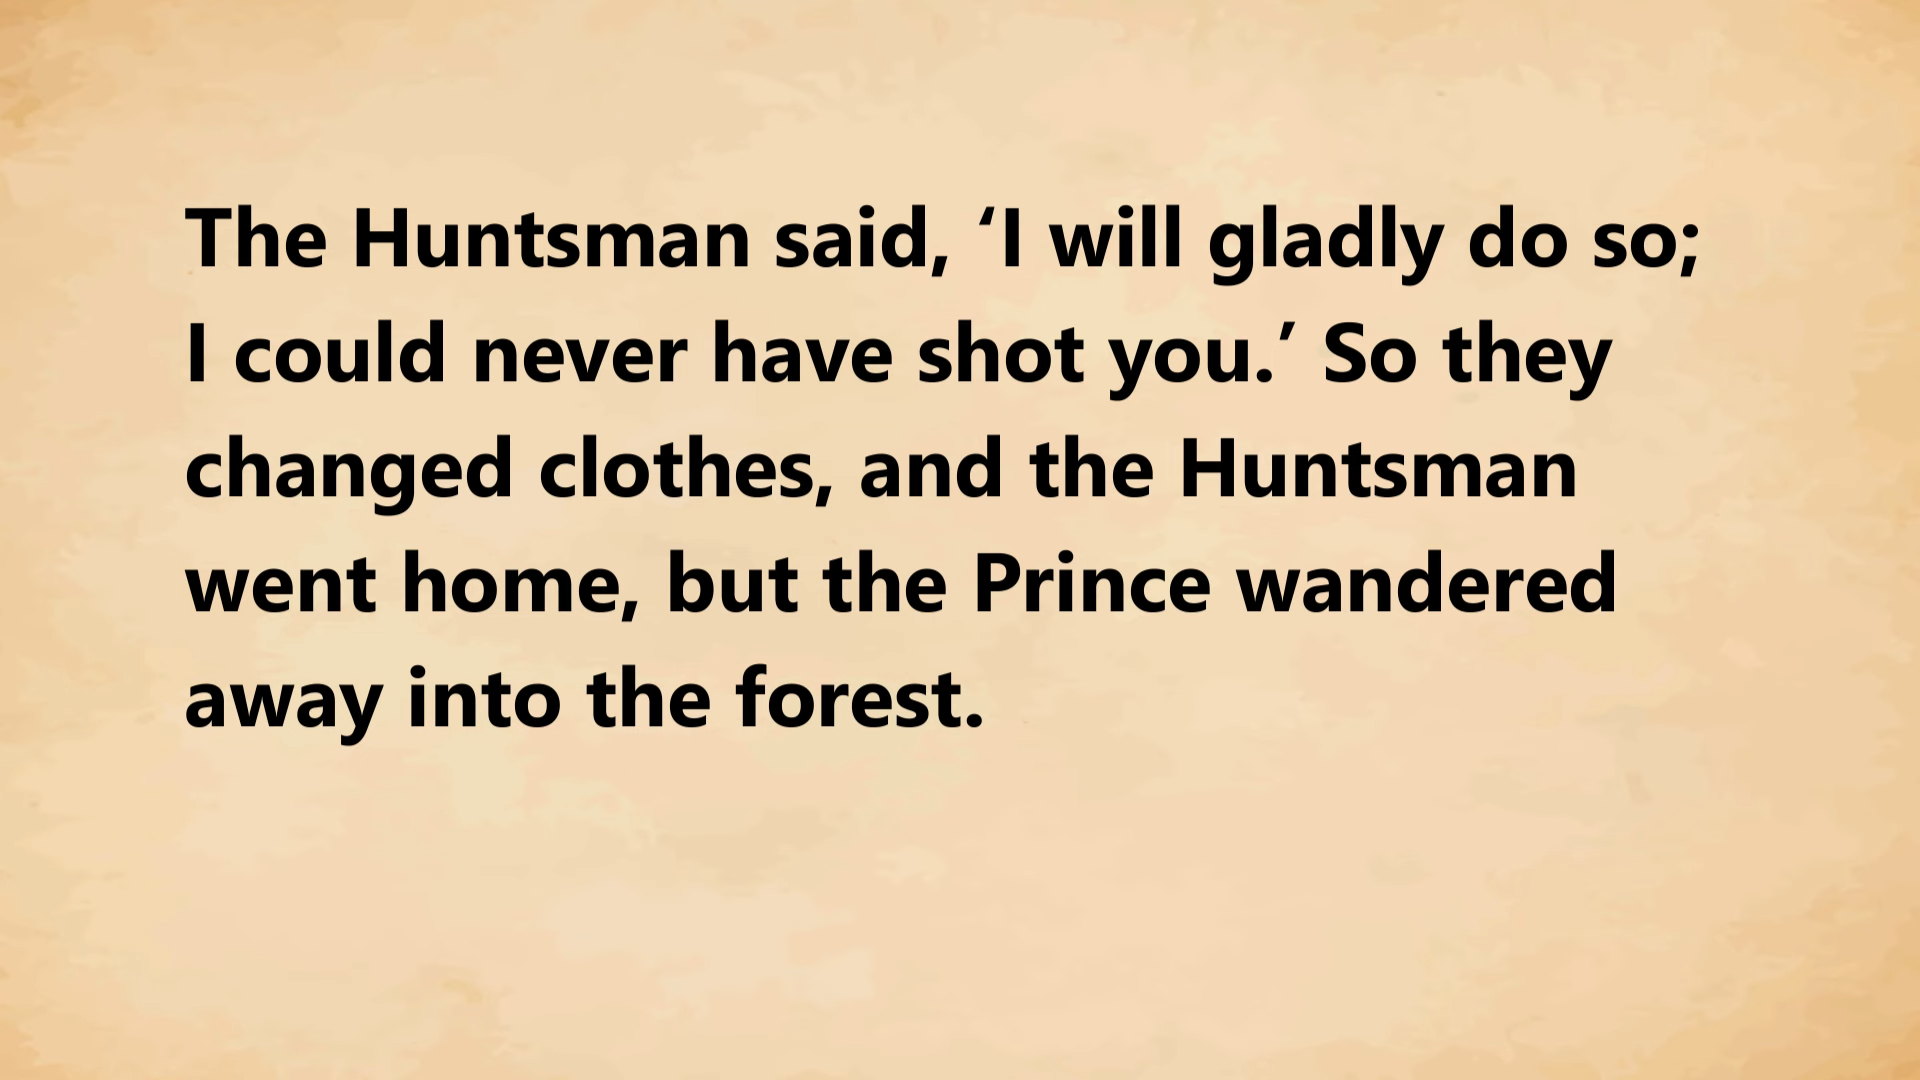 The Huntsman said, ‘I will gladly do so;
I could never have shot you.’ So they
changed clothes, and the Huntsman
went home, but the Prince wandered
away into the forest.